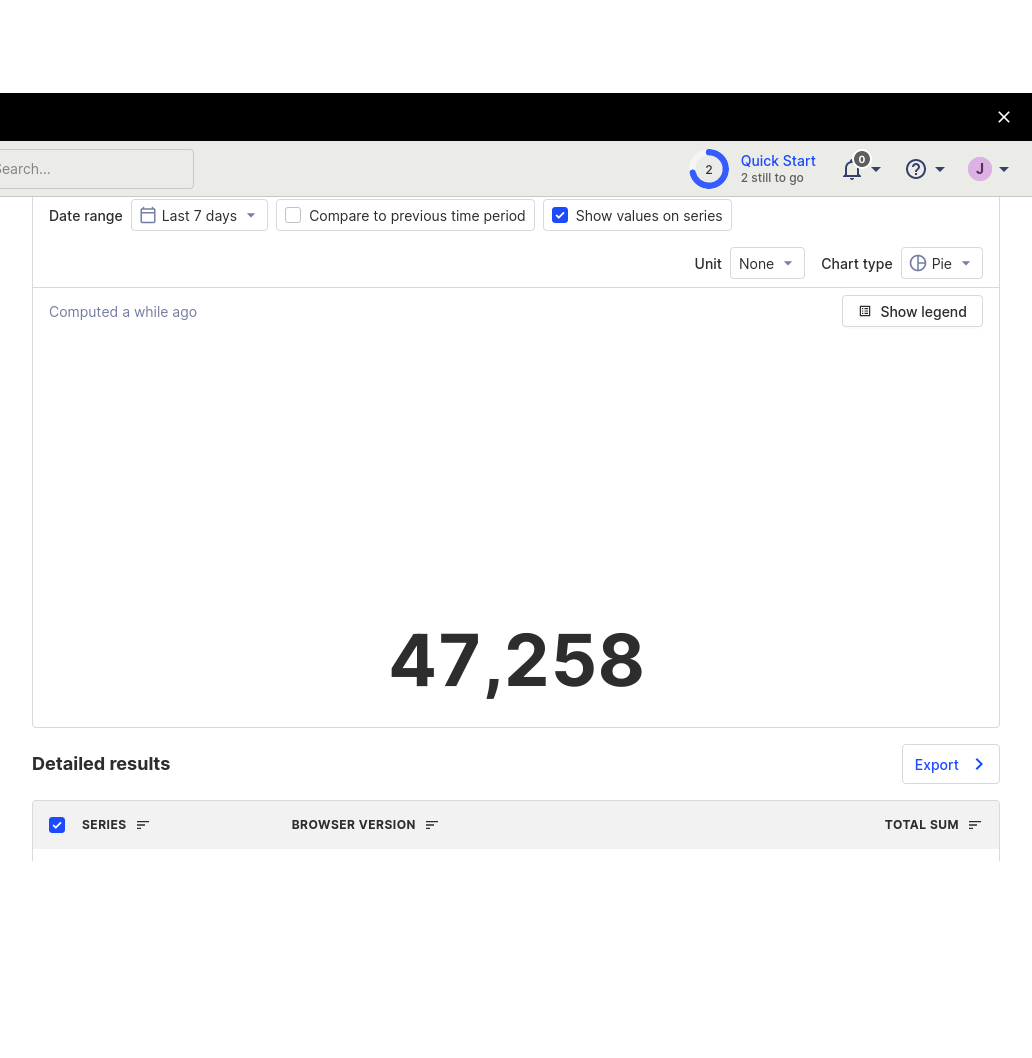 Search...
2
Quick Start
2 still to go
0
J
Date range
Last 7 days
Compare to previous time period
Show values on series
Unit
None
Chart type
Pie
Computed a while ago
Show legend
47,258
Detailed results
Export
SERIES
BROWSER VERSION
TOTAL SUM